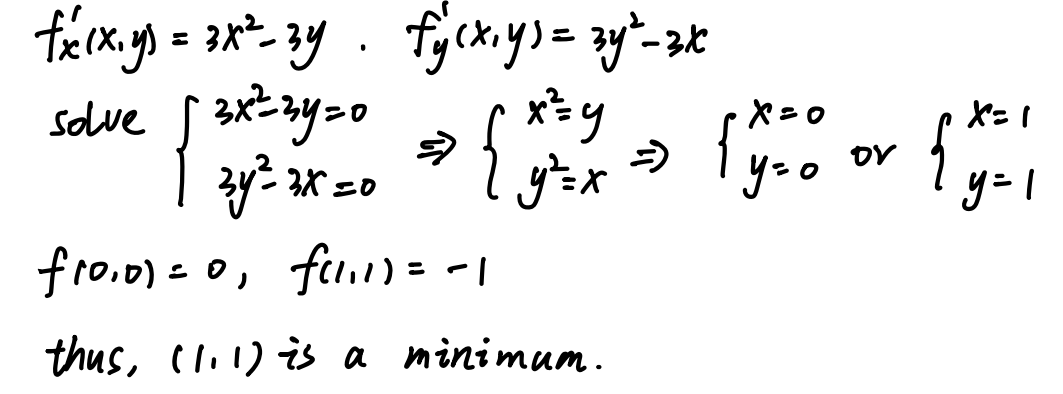 f'ₓ(x,y) = 3x² - 3y . f'ᵧ(x,y) = 3y² - 3x
solve { 3x² - 3y = 0, 3y² - 3x = 0 ⇒ { x² = y, y² = x ⇒ { x = 0, y = 0 or { x = 1, y = 1
f(0,0) = 0, f(1,1) = -1
thus, (1,1) is a minimum.